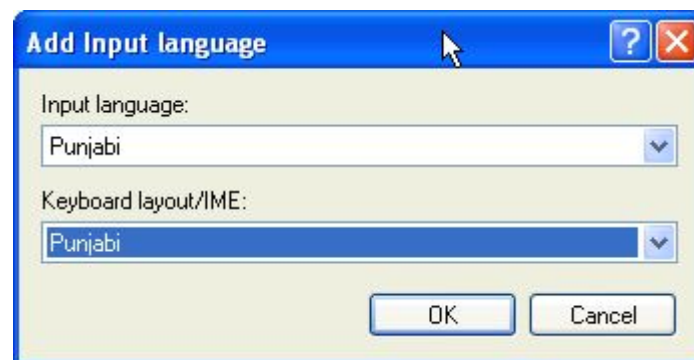 Add Input language
Input language:
Punjabi
Keyboard layout/IME:
Punjabi
OK Cancel